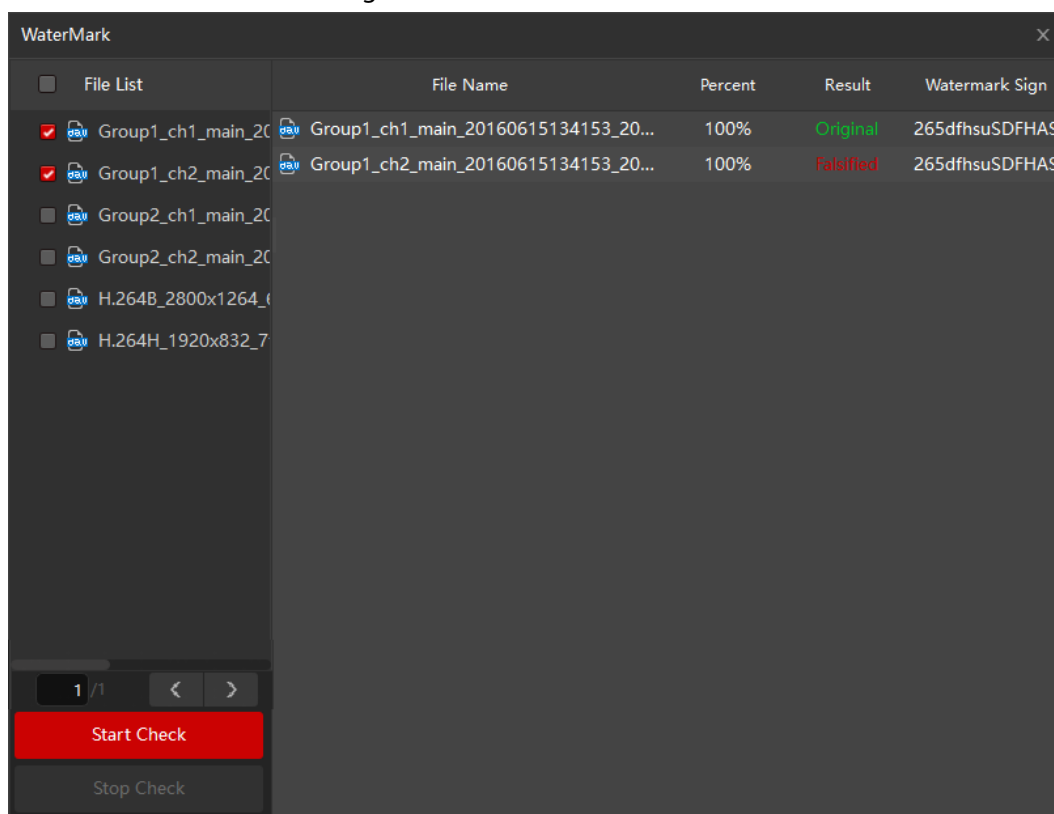 WaterMark
File List
File Name Percent Result Watermark Sign
Group1_ch1_main_20
Group1_ch2_main_20
Group2_ch1_main_20
Group2_ch2_main_20
H.264B_2800x1264_6
H.264H_1920x832_7
Group1_ch1_main_20160615134153_20... 100% Original 265dfhsuSDFHAS
Group1_ch2_main_20160615134153_20... 100% Falsified 265dfhsuSDFHAS
1 /1
Start Check
Stop Check